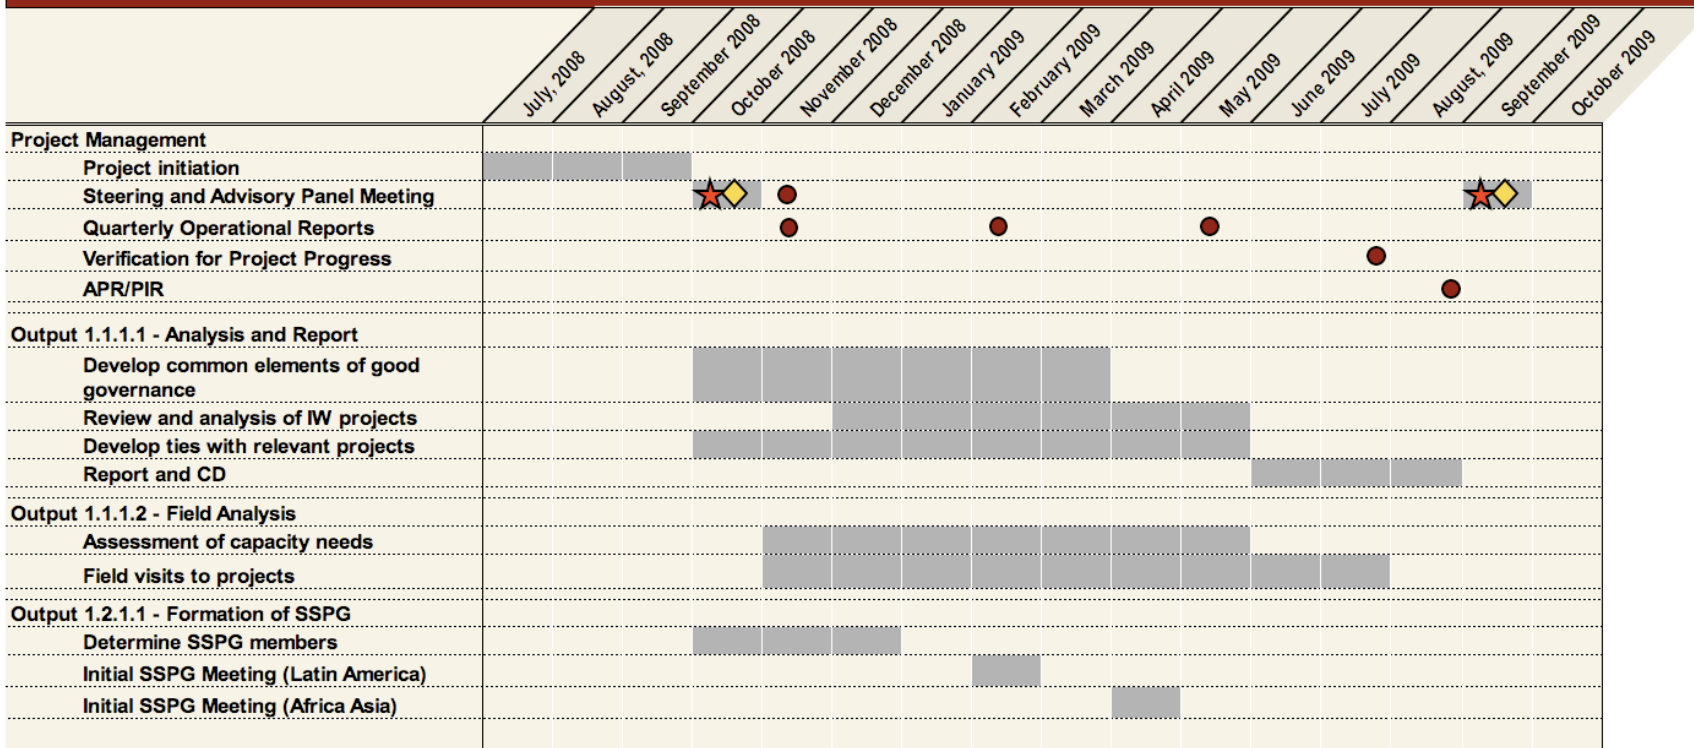 July, 2008
August, 2008
September 2008
October 2008
November 2008
December 2008
January 2009
February 2009
March 2009
April 2009
May 2009
June 2009
July 2009
August, 2009
September 2009
October 2009
Project Management
Project initiation
Steering and Advisory Panel Meeting
Quarterly Operational Reports
Verification for Project Progress
APR/PIR
Output 1.1.1.1 - Analysis and Report
Develop common elements of good
governance
Review and analysis of IW projects
Develop ties with relevant projects
Report and CD
Output 1.1.1.2 - Field Analysis
Assessment of capacity needs
Field visits to projects
Output 1.2.1.1 - Formation of SSPG
Determine SSPG members
Initial SSPG Meeting (Latin America)
Initial SSPG Meeting (Africa Asia)